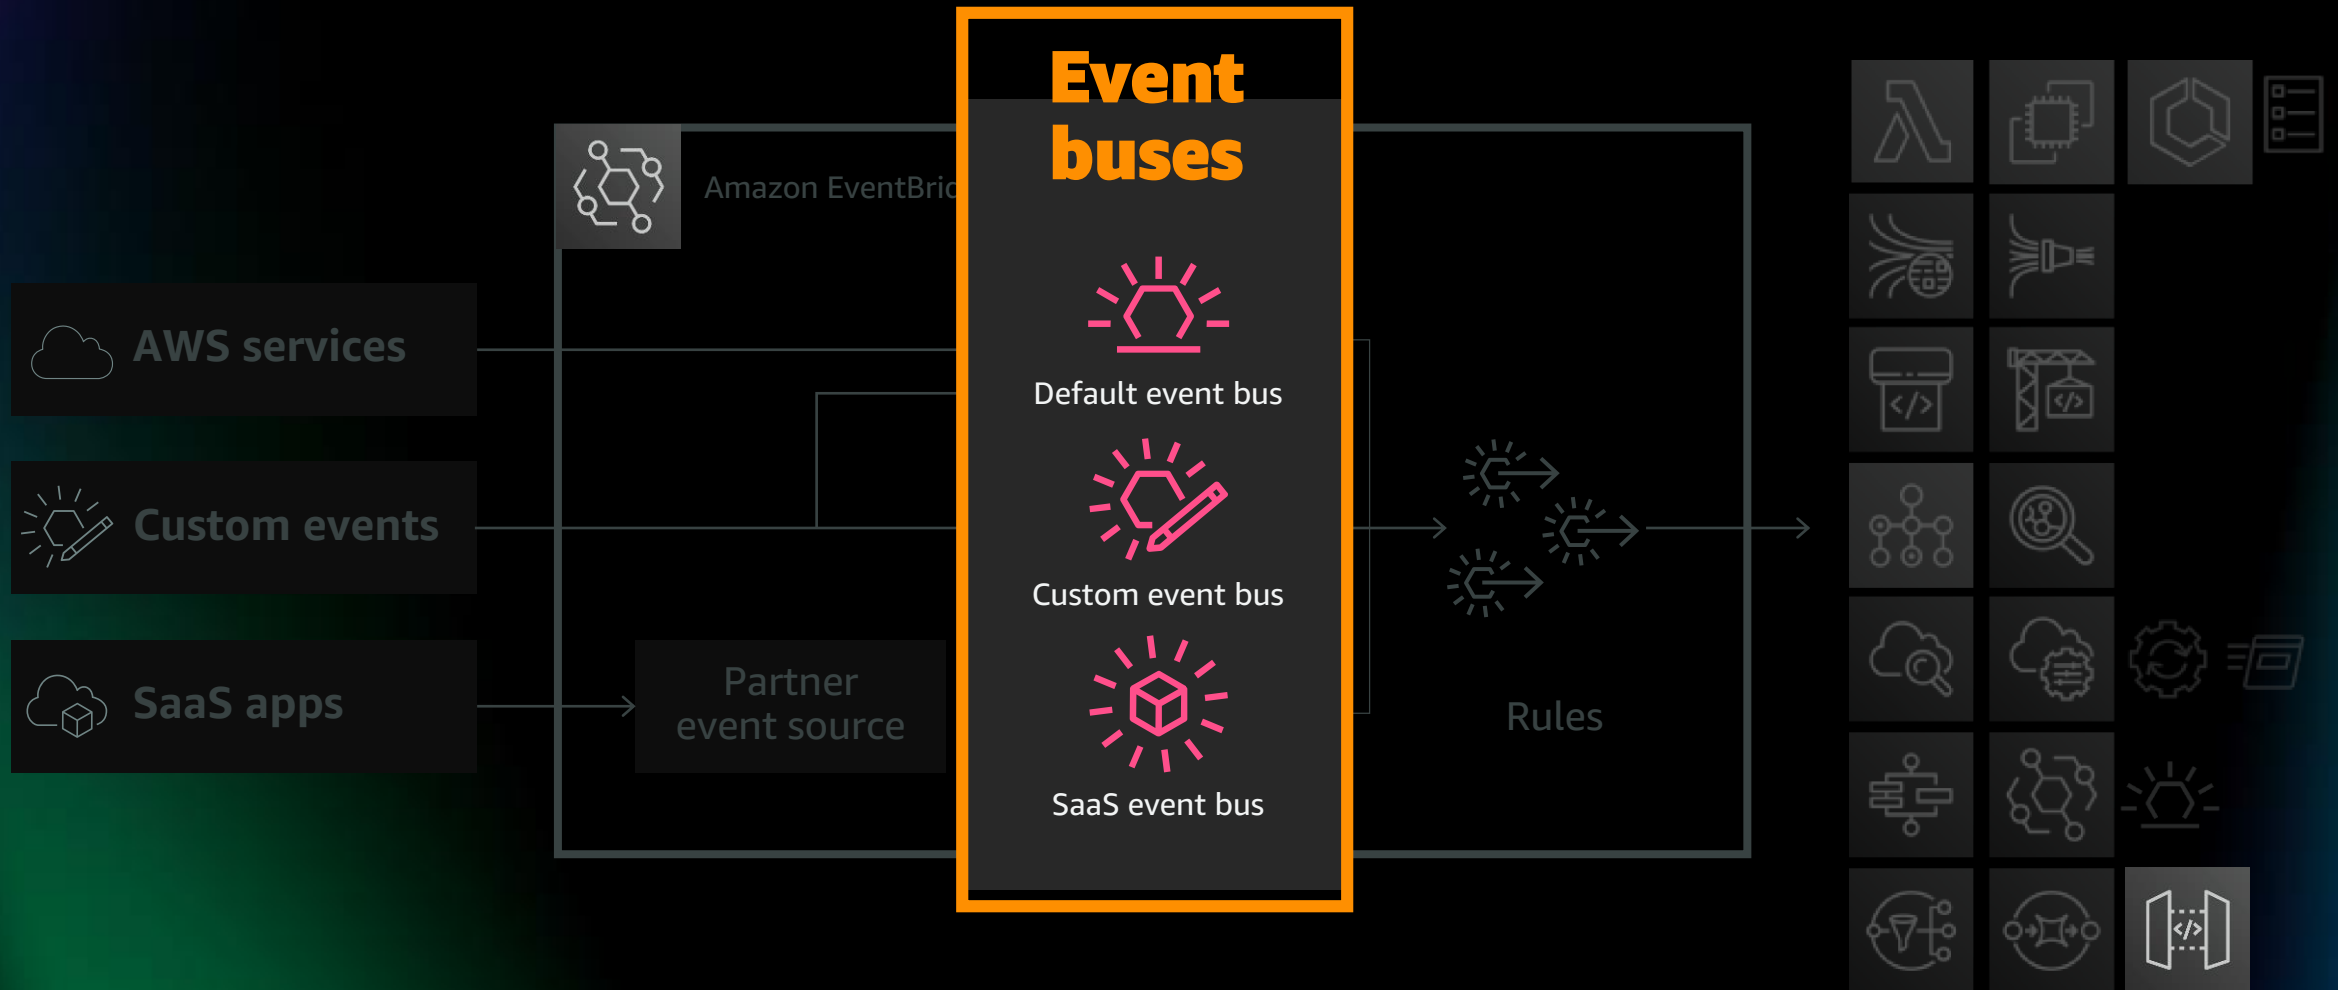 Event
buses
Amazon EventBrid
AWS services
Default event bus
Custom events
Custom event bus
SaaS apps
Partner
event source
SaaS event bus
Rules